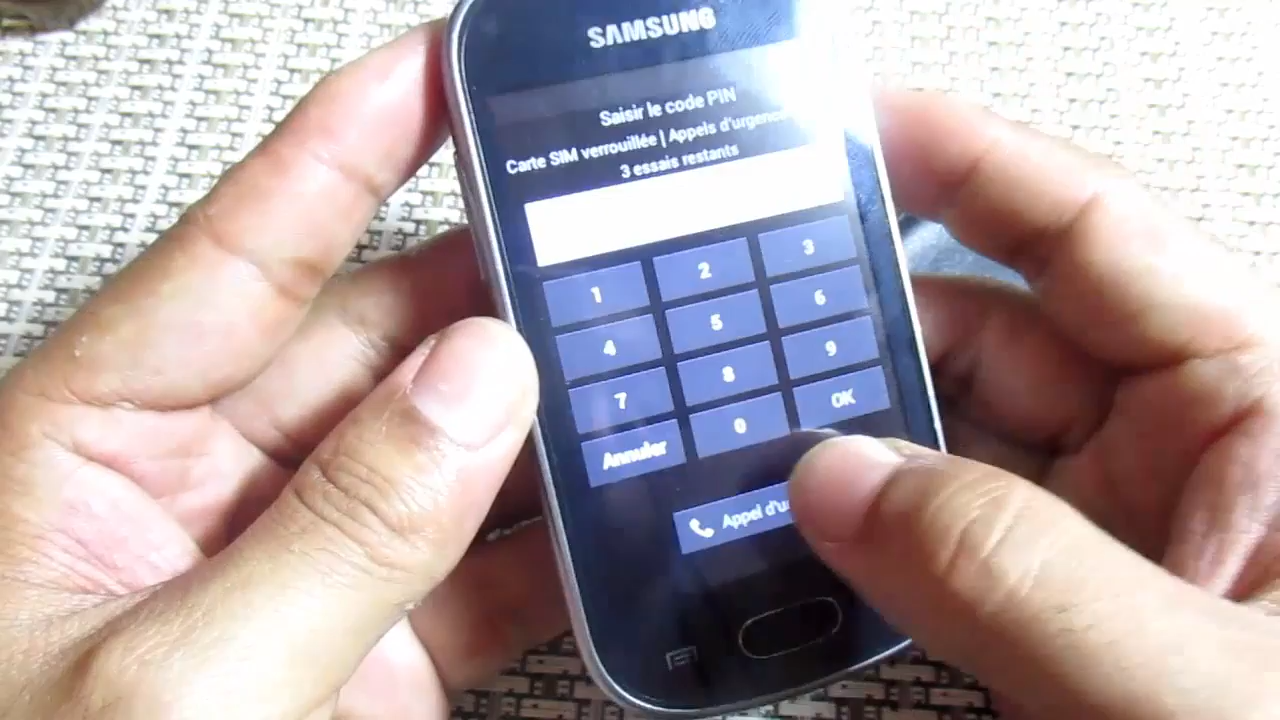 SAMSUNG
Saisir le code PIN
Carte SIM verrouillée | Appels d'urgence
3 essais restants
1 2 3
4 5 6
7 8 9
Annuler 0 OK
Appel